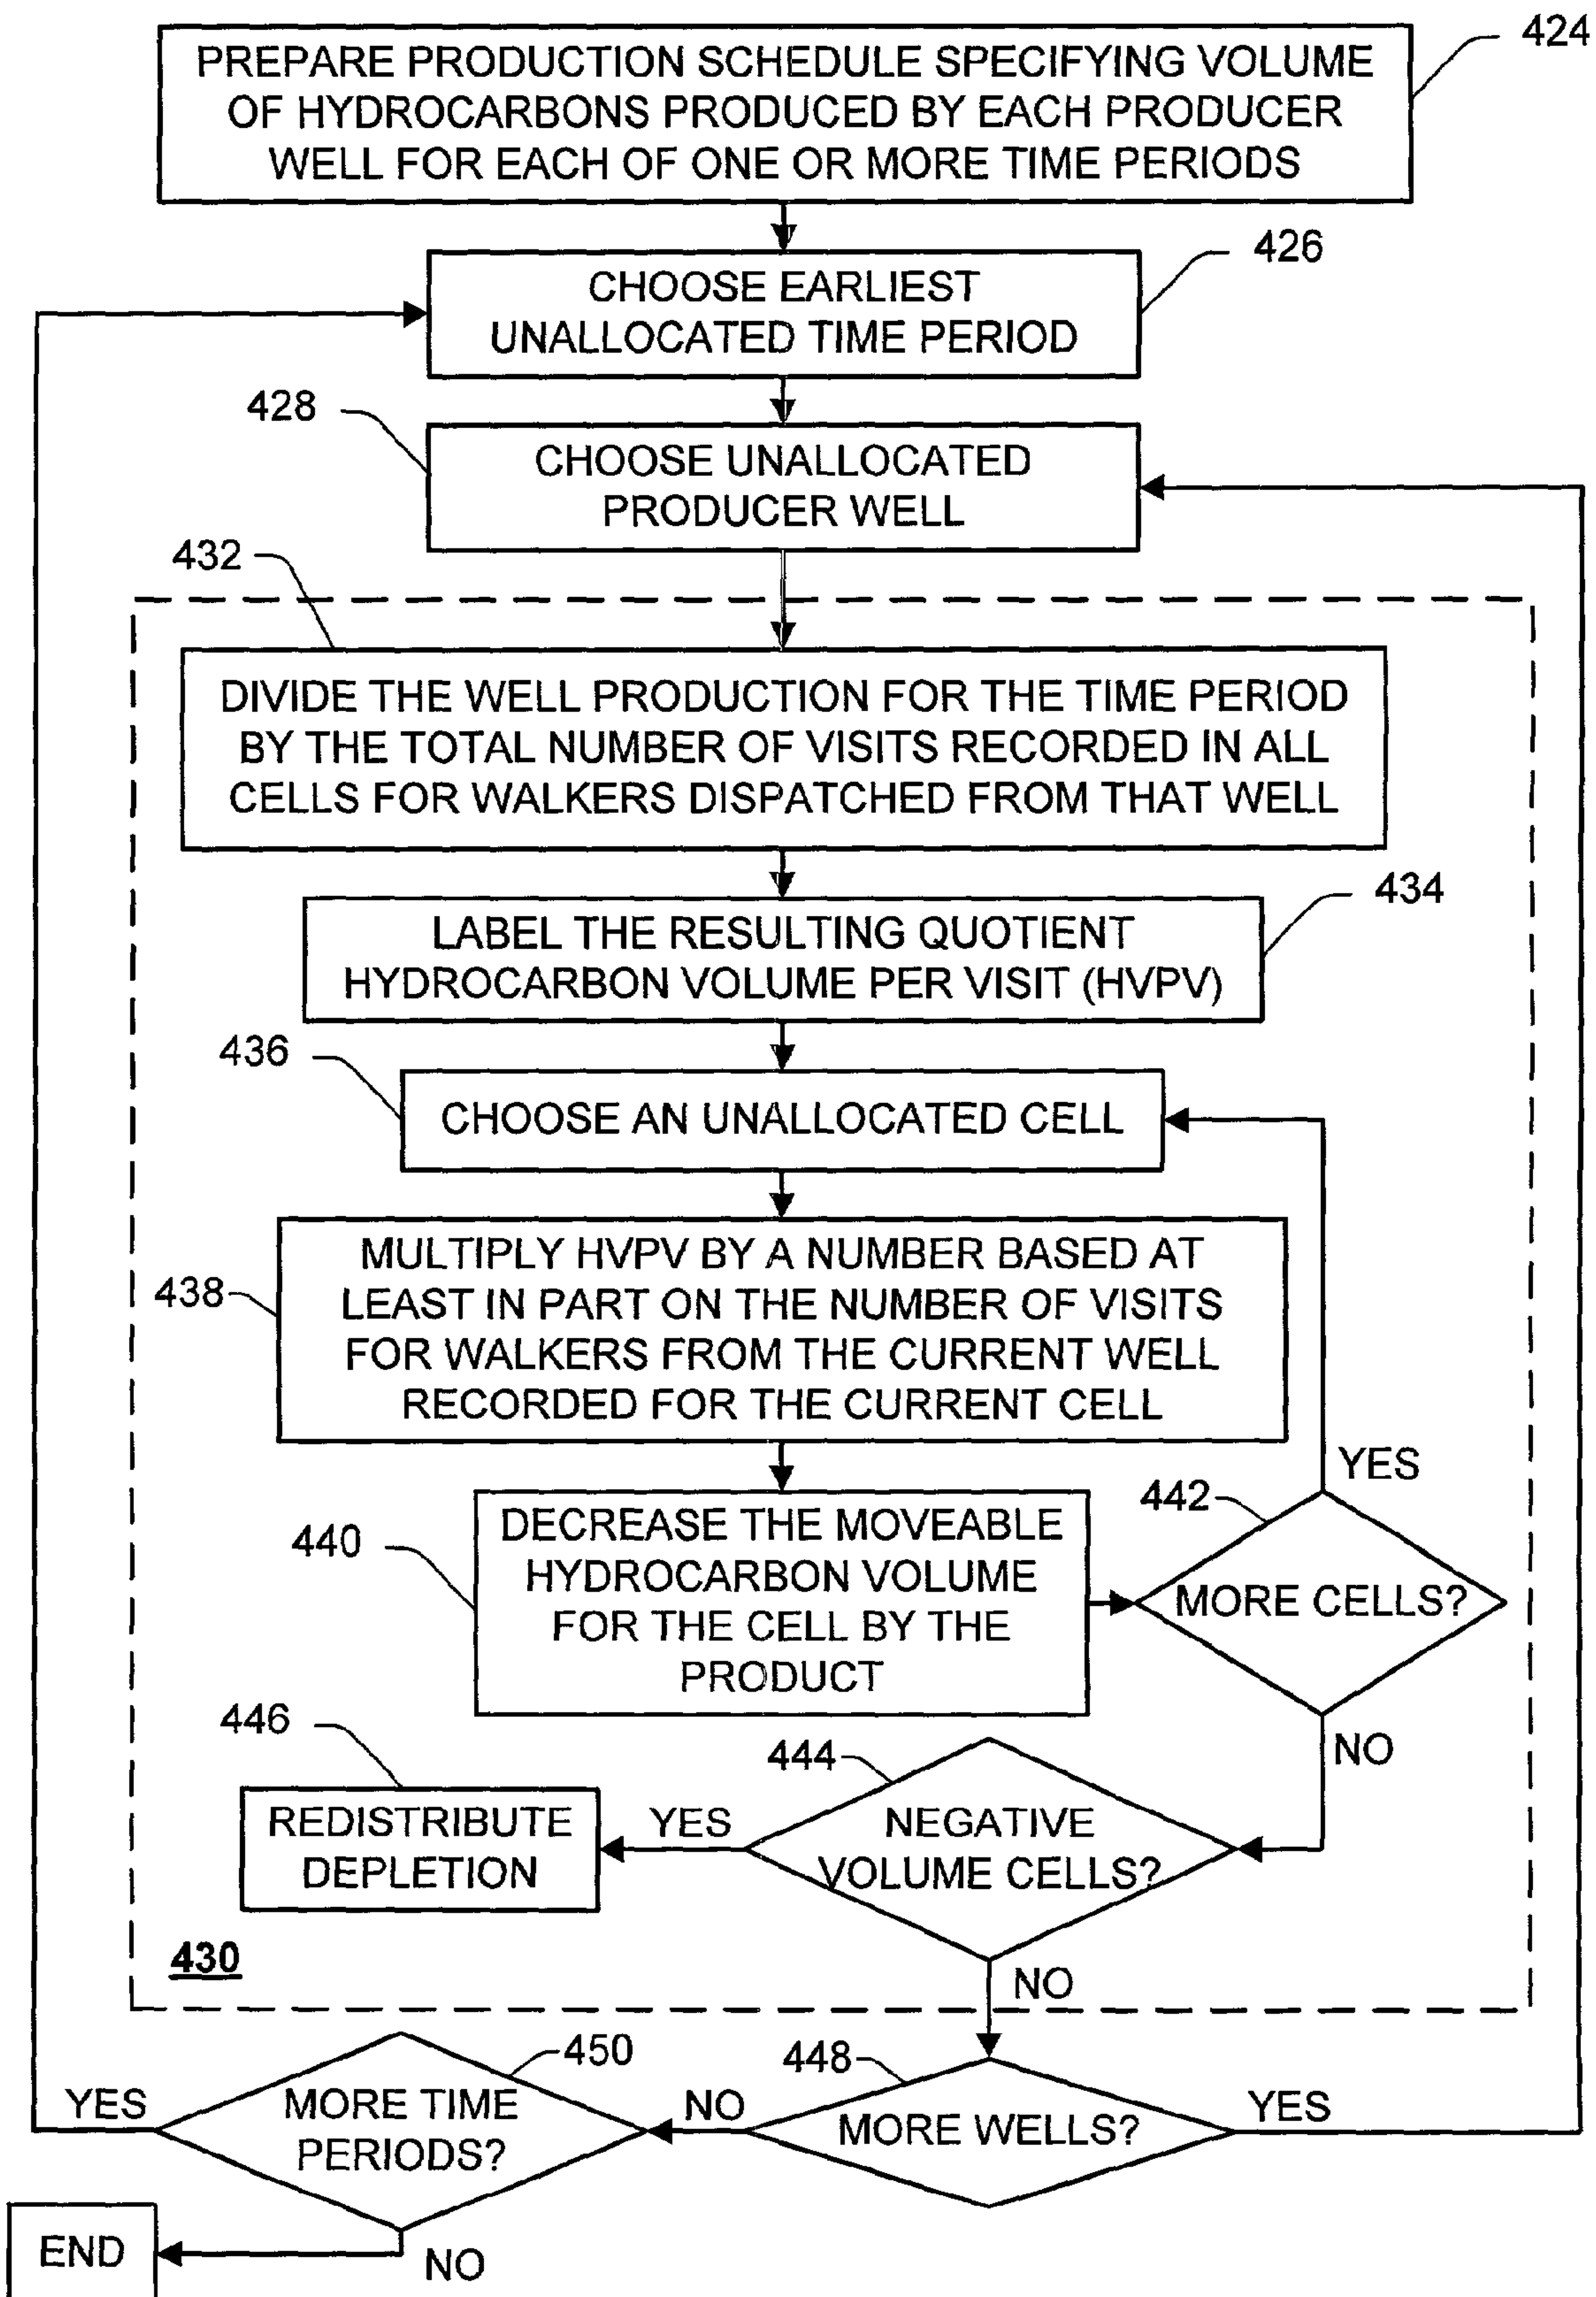 424
PREPARE PRODUCTION SCHEDULE SPECIFYING VOLUME
OF HYDROCARBONS PRODUCED BY EACH PRODUCER
WELL FOR EACH OF ONE OR MORE TIME PERIODS
426
CHOOSE EARLIEST
UNALLOCATED TIME PERIOD
428
CHOOSE UNALLOCATED
PRODUCER WELL
432
DIVIDE THE WELL PRODUCTION FOR THE TIME PERIOD
BY THE TOTAL NUMBER OF VISITS RECORDED IN ALL
CELLS FOR WALKERS DISPATCHED FROM THAT WELL
434
LABEL THE RESULTING QUOTIENT
HYDROCARBON VOLUME PER VISIT (HVPV)
436
CHOOSE AN UNALLOCATED CELL
438
MULTIPLY HVPV BY A NUMBER BASED AT
LEAST IN PART ON THE NUMBER OF VISITS
FOR WALKERS FROM THE CURRENT WELL
RECORDED FOR THE CURRENT CELL
440
DECREASE THE MOVEABLE
HYDROCARBON VOLUME
FOR THE CELL BY THE
PRODUCT
YES
442
MORE CELLS?
NO
446
REDISTRIBUTE
DEPLETION
YES
444
NEGATIVE
VOLUME CELLS?
430
NO
450
YES
MORE TIME
PERIODS?
NO
448
MORE WELLS?
YES
END
NO